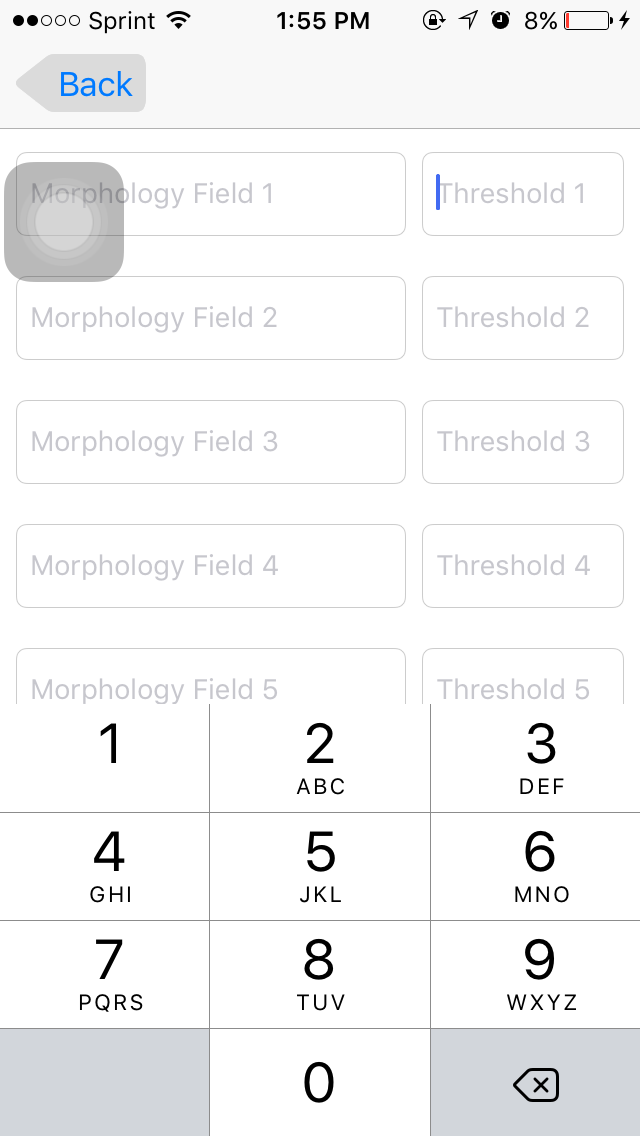 Sprint 1:55 PM 8%
Back
Morphology Field 1 Threshold 1
Morphology Field 2 Threshold 2
Morphology Field 3 Threshold 3
Morphology Field 4 Threshold 4
Morphology Field 5 Threshold 5
1 2 3
ABC DEF
4 5 6
GHI JKL MNO
7 8 9
PQRS TUV WXYZ
0